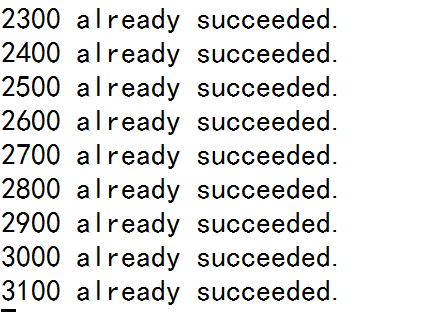 2300 already succeeded.
2400 already succeeded.
2500 already succeeded.
2600 already succeeded.
2700 already succeeded.
2800 already succeeded.
2900 already succeeded.
3000 already succeeded.
3100 already succeeded.